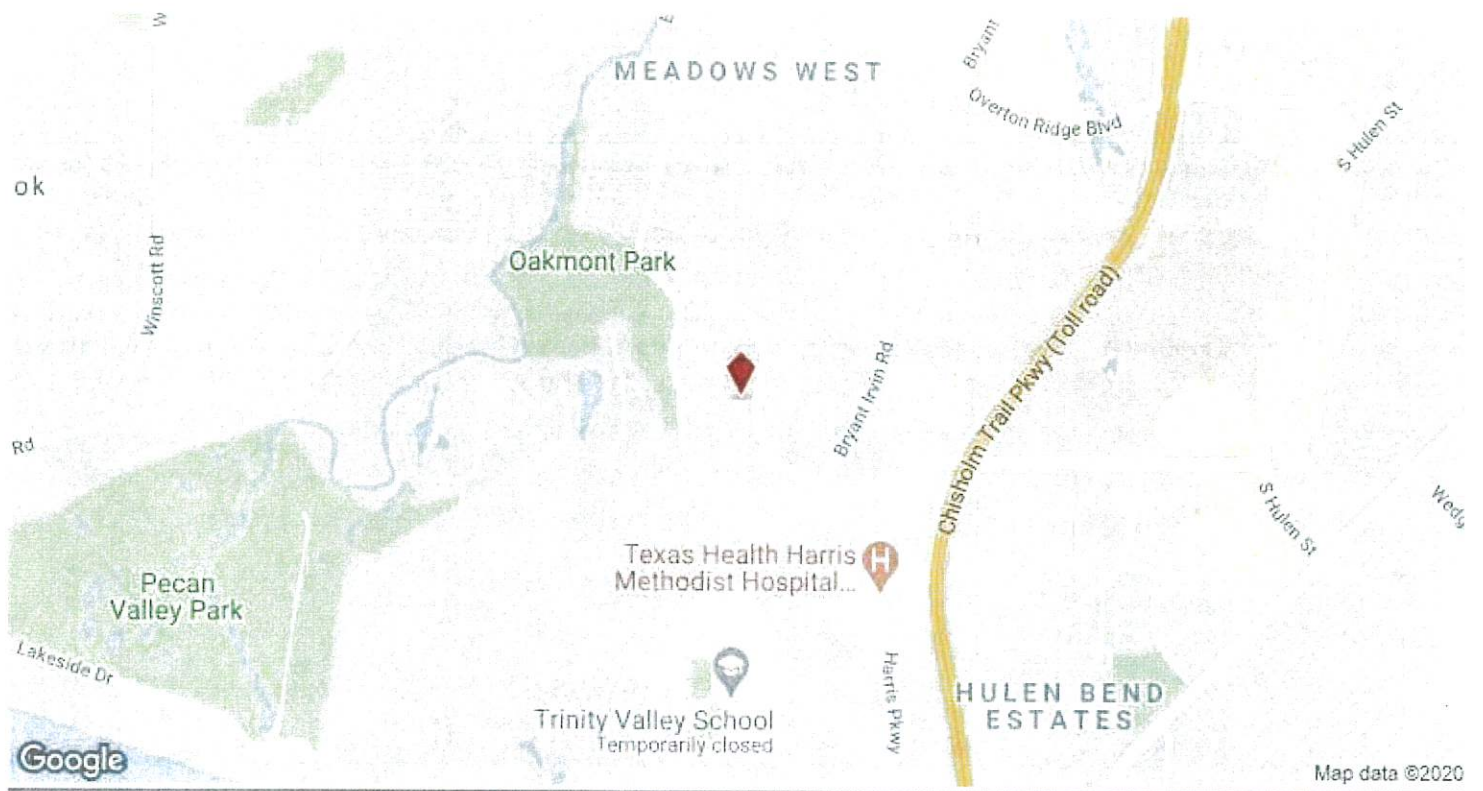 W
MEADOWS WEST
Bryant
Overton Ridge Blvd
S Hulen St
ok
Winscott Rd
Oakmont Park
Chisholm Trail Pkwy (Toll road)
Bryant Irvin Rd
Rd
S Hulen St
Wedg
Texas Health Harris
Methodist Hospital...
H
Pecan
Valley Park
Lakeside Dr
Harris Pkwy
HULEN BEND
ESTATES
Trinity Valley School
Temporarily closed
Google
Map data ©2020